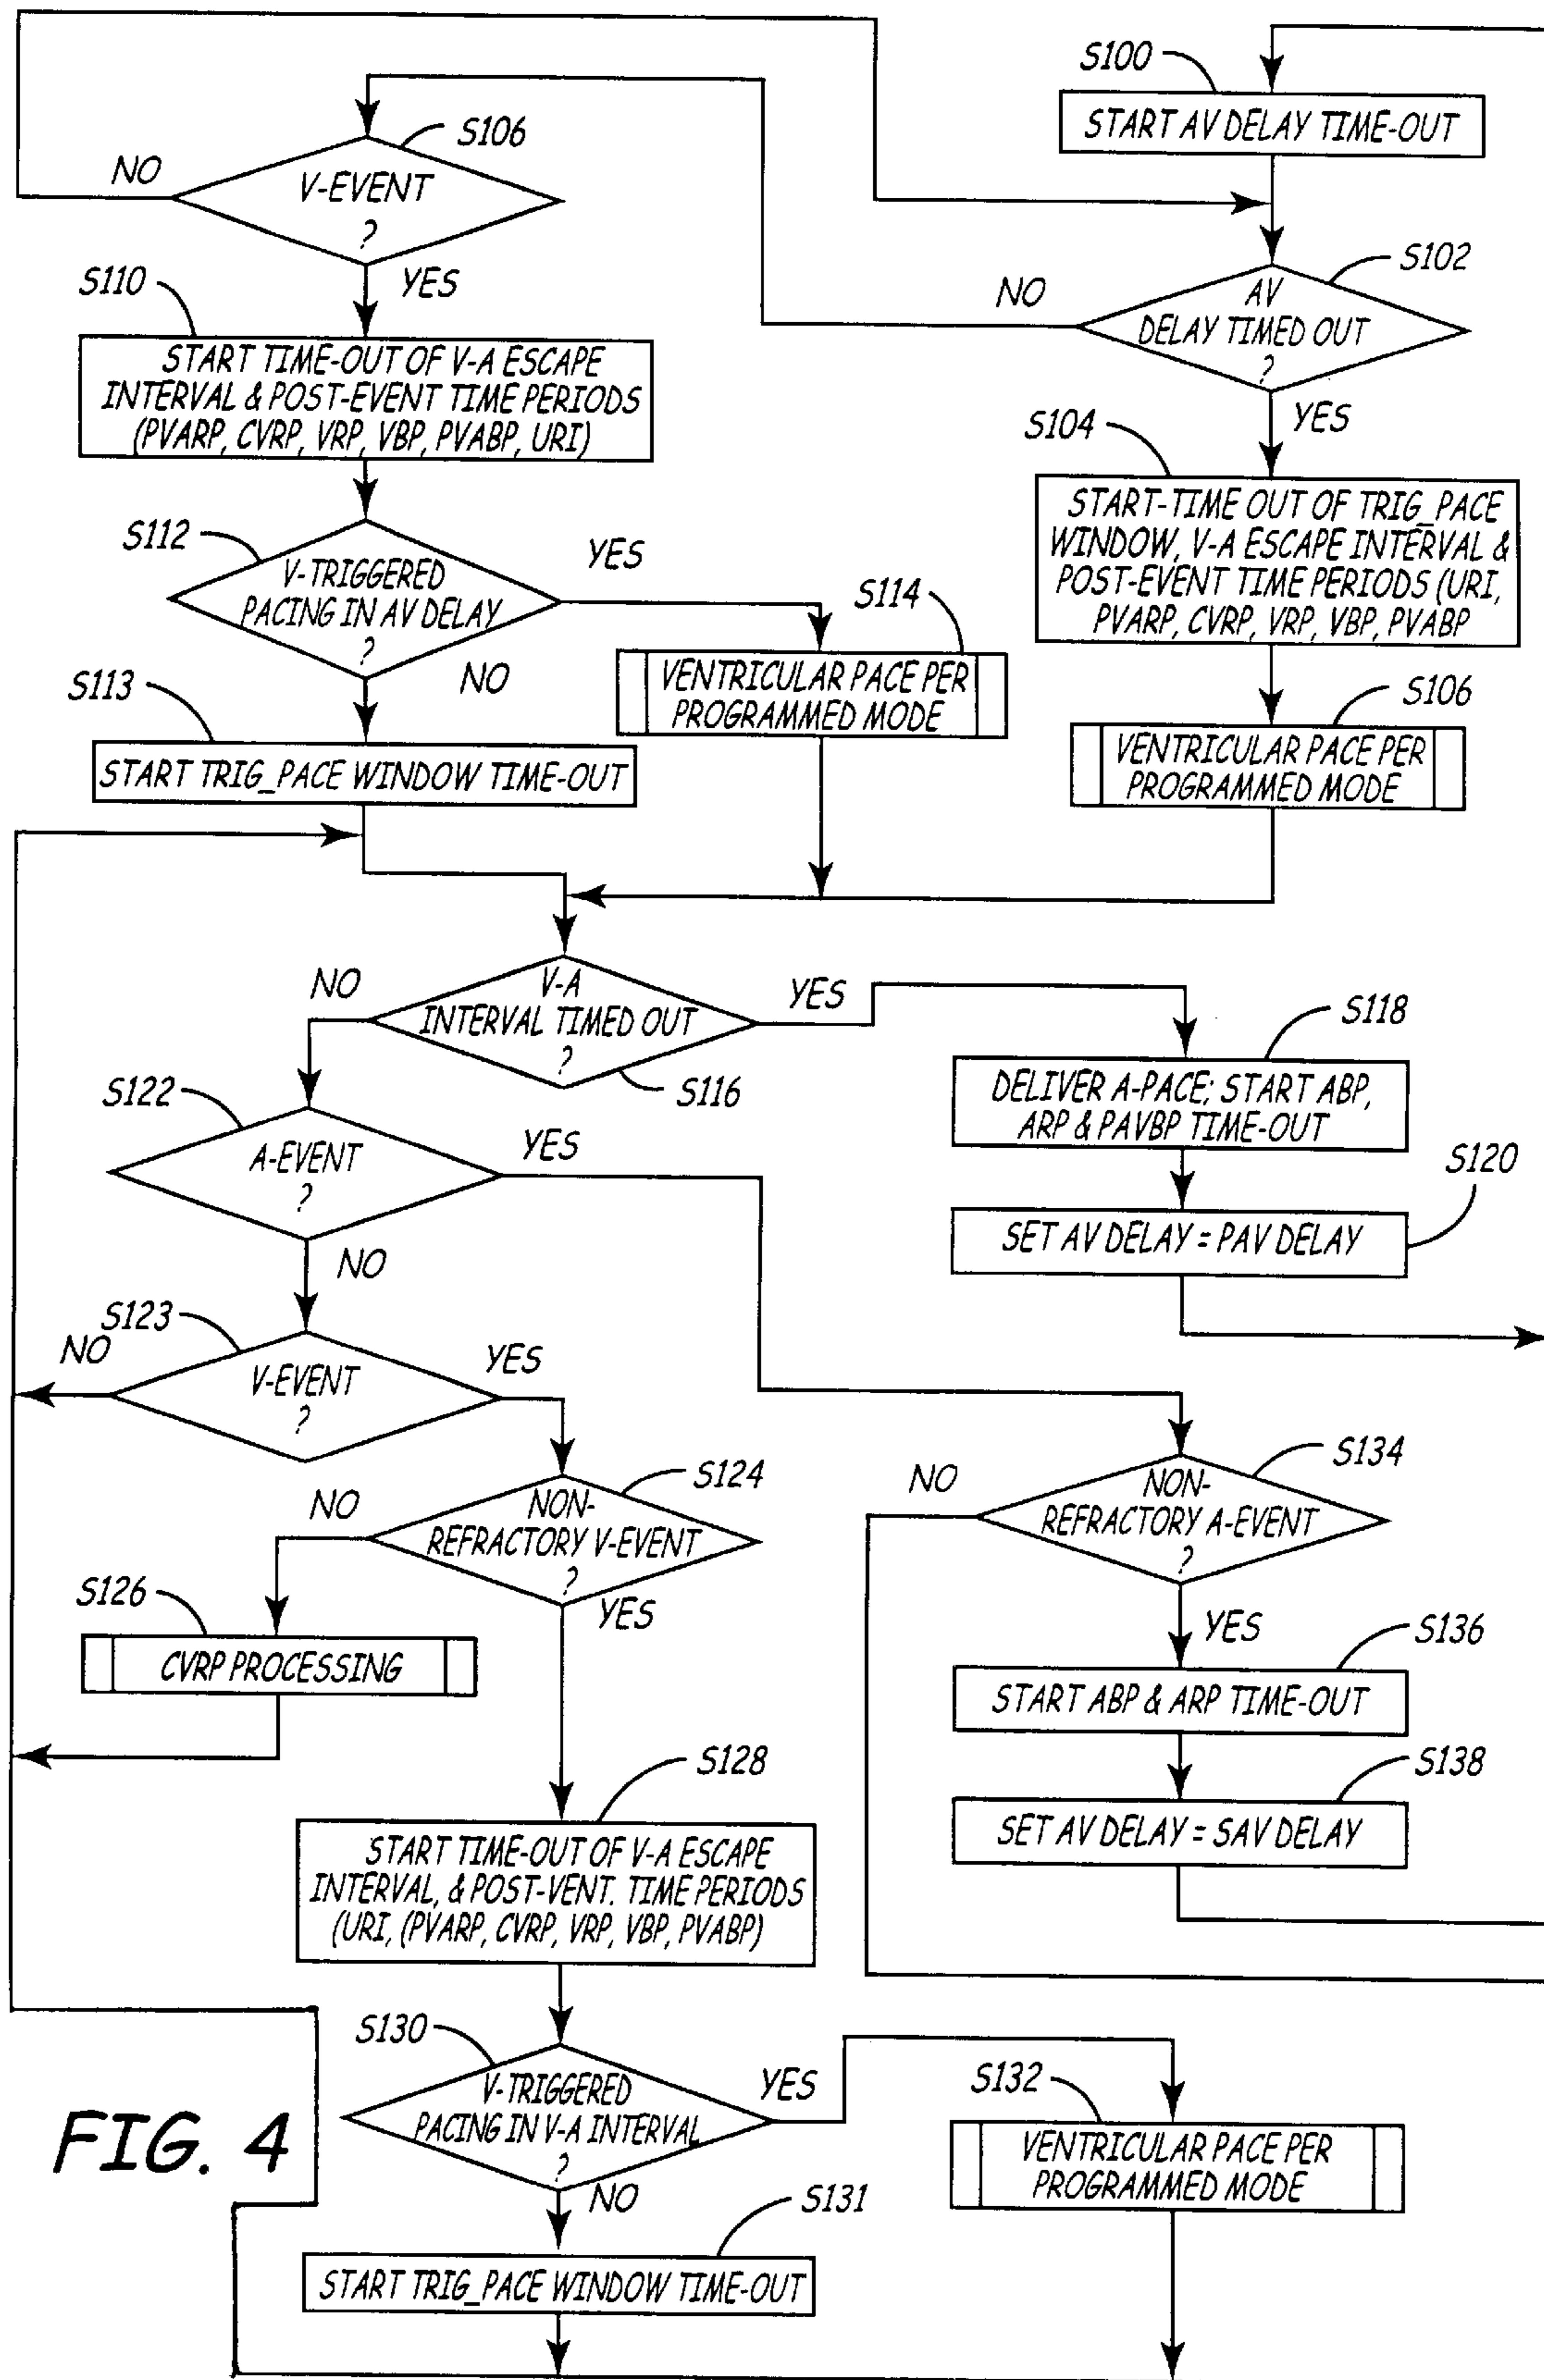 S100
START AV DELAY TIME-OUT
S106
NO
V-EVENT
?
YES
S102
NO
AV
DELAY TIMED OUT
?
YES
S110
START TIME-OUT OF V-A ESCAPE
INTERVAL & POST-EVENT TIME PERIODS
(PVARP, CVRP, VRP, VBP, PVABP, URI)
S104
START-TIME OUT OF TRIG_PACE
WINDOW, V-A ESCAPE INTERVAL &
POST-EVENT TIME PERIODS (URI,
PVARP, CVRP, VRP, VBP, PVABP
S112
V-TRIGGERED
PACING IN AV DELAY
?
YES
NO
S114
VENTRICULAR PACE PER
PROGRAMMED MODE
S106
VENTRICULAR PACE PER
PROGRAMMED MODE
S113
START TRIG_PACE WINDOW TIME-OUT
NO
V-A
INTERVAL TIMED OUT
?
YES
S116
S118
DELIVER A-PACE; START ABP,
ARP & PAVBP TIME-OUT
S120
SET AV DELAY = PAV DELAY
S122
A-EVENT
?
YES
NO
S123
NO
V-EVENT
?
YES
S124
NO
NON-
REFRACTORY V-EVENT
?
YES
S134
NO
NON-
REFRACTORY A-EVENT
?
YES
S126
CVRP PROCESSING
S136
START ABP & ARP TIME-OUT
S138
SET AV DELAY = SAV DELAY
S128
START TIME-OUT OF V-A ESCAPE
INTERVAL, & POST-VENT. TIME PERIODS
(URI, (PVARP, CVRP, VRP, VBP, PVABP)
S130
V-TRIGGERED
PACING IN V-A INTERVAL
?
YES
NO
S132
VENTRICULAR PACE PER
PROGRAMMED MODE
S131
START TRIG_PACE WINDOW TIME-OUT
FIG. 4